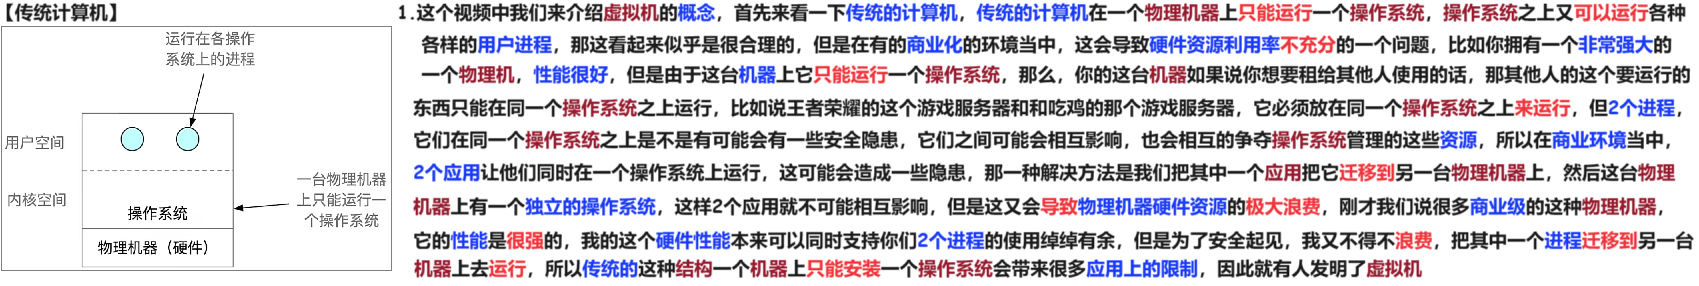 【传统计算机】
运行在各操作
系统上的进程
用户空间
内核空间
一台物理机器
上只能运行一
个操作系统
操作系统
物理机器（硬件）
1.这个视频中我们来介绍虚拟机的概念，首先来看一下传统的计算机，传统的计算机在一个物理机器上只能运行一个操作系统，操作系统之上又可以运行各种
各样的用户进程，那这看起来似乎是很合理的，但是在有的商业化的环境当中，这会导致硬件资源利用率不充分的一个问题，比如你拥有一个非常强大的
一个物理机，性能很好，但是由于这台机器上它只能运行一个操作系统，那么，你的这台机器如果说你想要租给其他人使用的话，那其他人的这个要运行的
东西只能在同一个操作系统之上运行，比如说王者荣耀的这个游戏服务器和和吃鸡的那个游戏服务器，它必须放在同一个操作系统之上来运行，但2个进程，
它们在同一个操作系统之上是不是有可能会有一些安全隐患，它们之间可能会相互影响，也会相互的争夺操作系统管理的这些资源，所以在商业环境当中，
2个应用让他们同时在一个操作系统上运行，这可能会造成一些隐患，那一种解决方法是我们把其中一个应用把它迁移到另一台物理机器上，然后这台物理
机器上有一个独立的操作系统，这样2个应用就不可能相互影响，但是这又会导致物理机器硬件资源的极大浪费，刚才我们说很多商业级的这种物理机器，
它的性能是很强的，我的这个硬件性能本来可以同时支持你们2个进程的使用绰绰有余，但是为了安全起见，我又不得不浪费，把其中一个进程迁移到另一台
机器上去运行，所以传统的这种结构一个机器上只能安装一个操作系统会带来很多应用上的限制，因此就有人发明了虚拟机